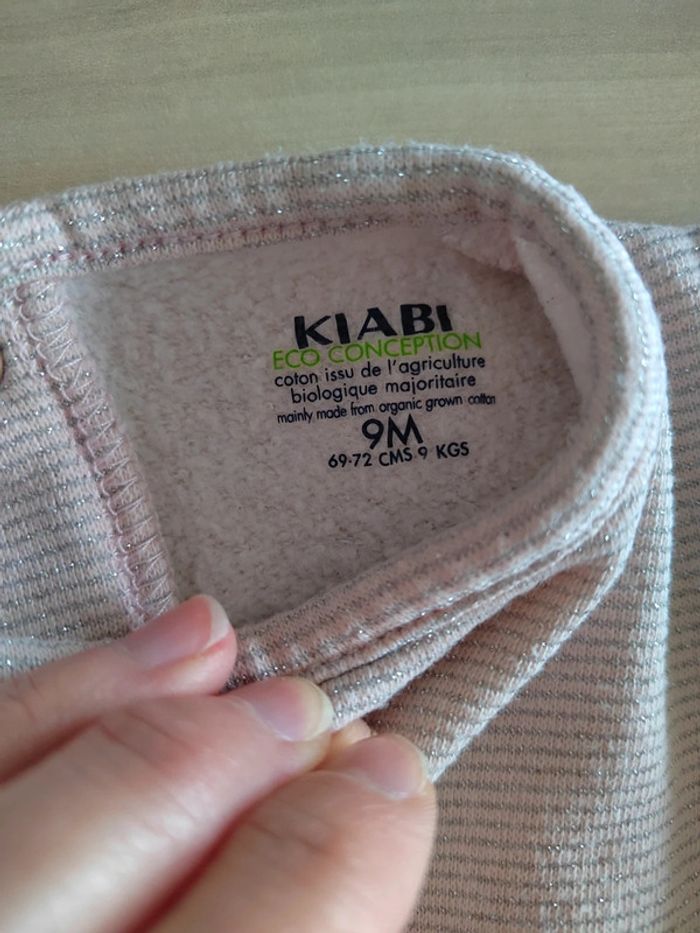 KIABI
ECO CONCEPTION
coton issu de l'agriculture
biologique majoritaire
mainly made from organic grown cotton
9M
69-72 CMS 9 KGS